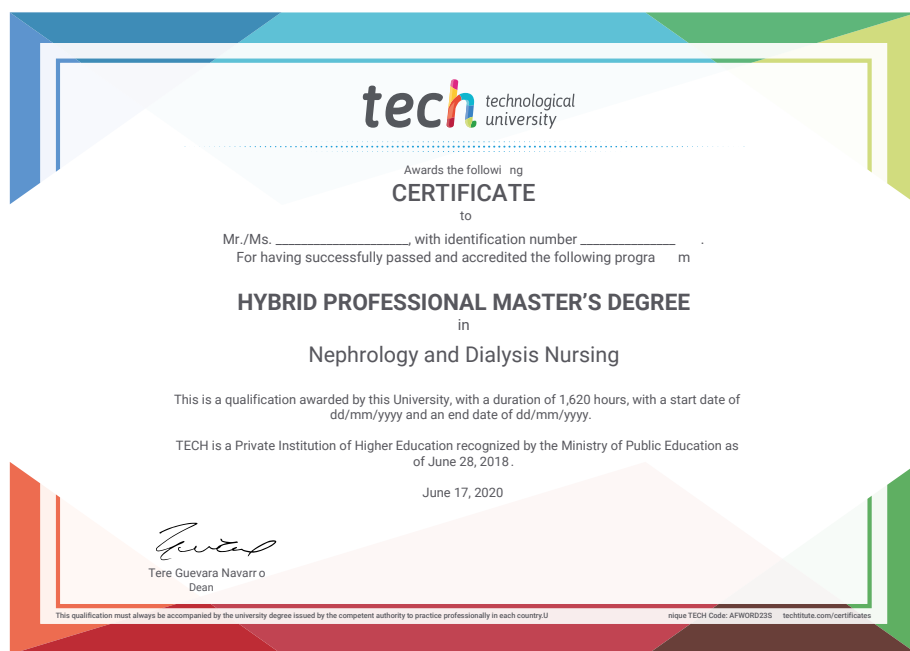 tech technological
university
Awards the followi ng
CERTIFICATE
to
Mr./Ms. _____________________, with identification number _______________ .
For having successfully passed and accredited the following progra m
HYBRID PROFESSIONAL MASTER’S DEGREE
in
Nephrology and Dialysis Nursing
This is a qualification awarded by this University, with a duration of 1,620 hours, with a start date of
dd/mm/yyyy and an end date of dd/mm/yyyy.
TECH is a Private Institution of Higher Education recognized by the Ministry of Public Education as
of June 28, 2018.
June 17, 2020
Tere Guevara Navarr o
Dean
This qualification must always be accompanied by the university degree issued by the competent authority to practice professionally in each country.U nique TECH Code: AFWORD23S techtitute.com/certificates